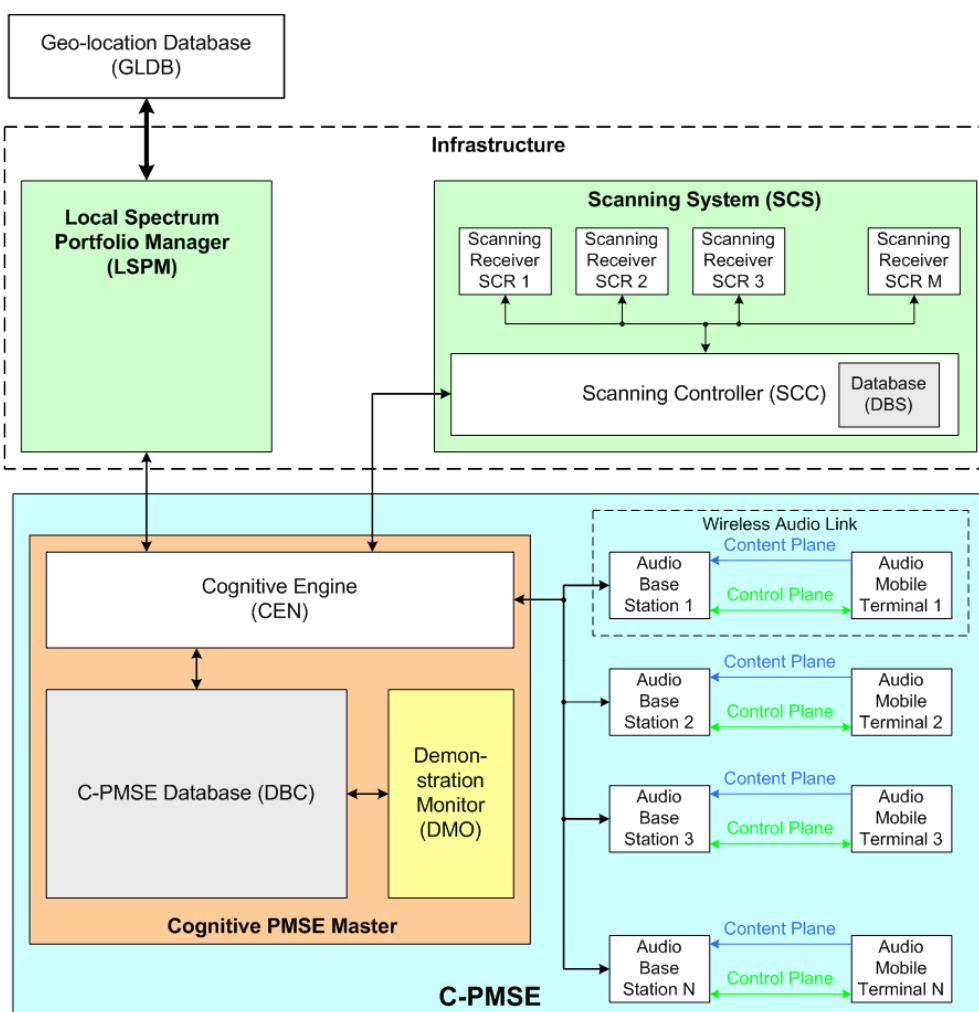 Geo-location Database
(GLDB)
Infrastructure
Local Spectrum
Portfolio Manager
(LSPM)
Scanning System (SCS)
Scanning
Receiver
SCR 1
Scanning
Receiver
SCR 2
Scanning
Receiver
SCR 3
Scanning
Receiver
SCR M
Scanning Controller (SCC)
Database
(DBS)
Cognitive Engine
(CEN)
C-PMSE Database (DBC)
Demon-
stration
Monitor
(DMO)
Cognitive PMSE Master
Wireless Audio Link
Audio
Base
Station 1
Content Plane
Control Plane
Audio
Mobile
Terminal 1
Audio
Base
Station 2
Content Plane
Control Plane
Audio
Mobile
Terminal 2
Audio
Base
Station 3
Content Plane
Control Plane
Audio
Mobile
Terminal 3
Audio
Base
Station N
Content Plane
Control Plane
Audio
Mobile
Terminal N
C-PMSE